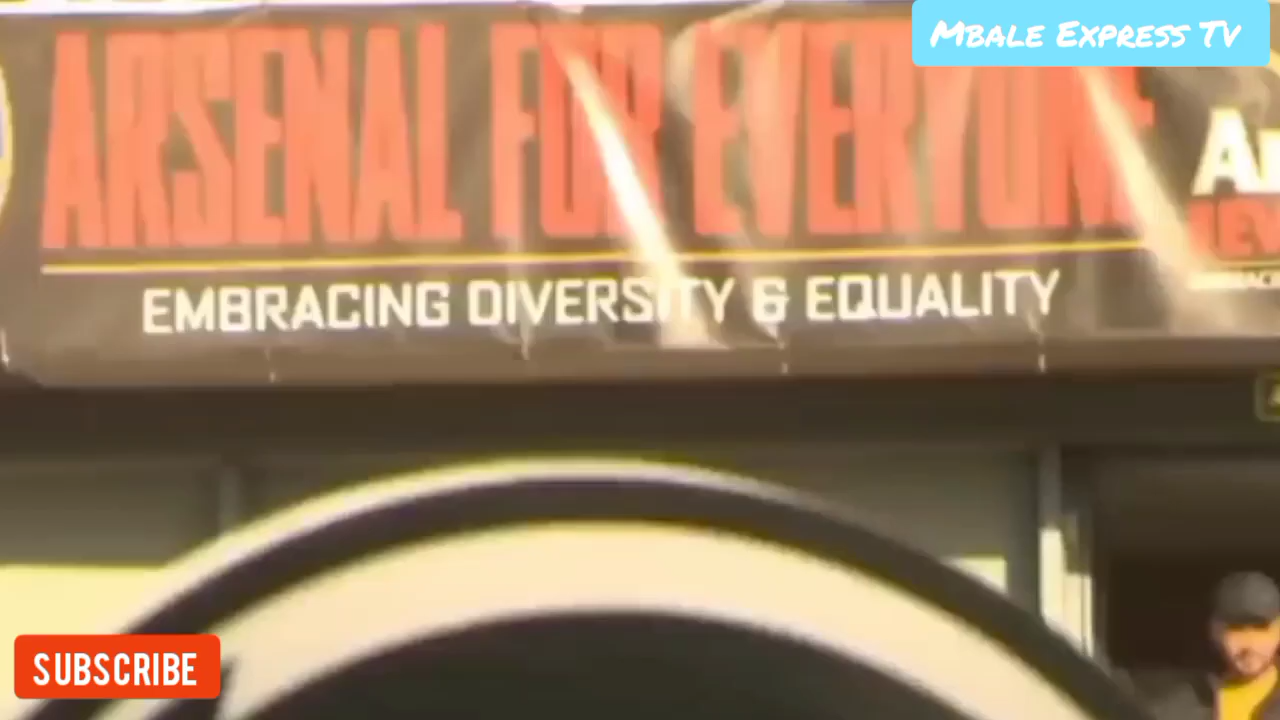 Mbale Express Tv
ARSENAL FOR EVERYONE
EMBRACING DIVERSITY & EQUALITY
SUBSCRIBE